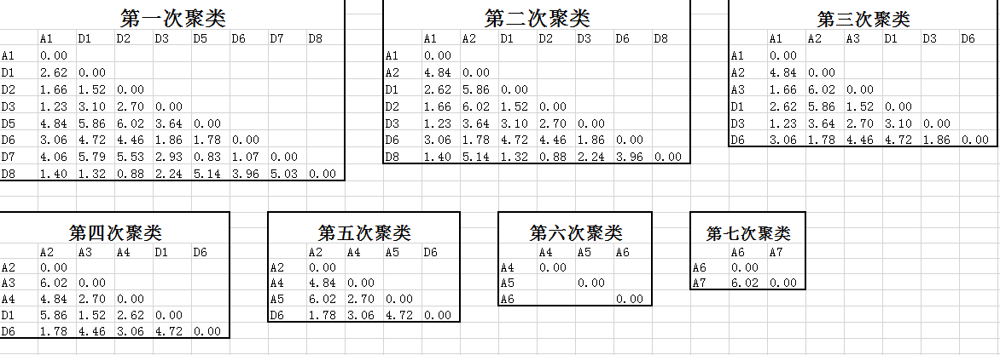 第一次聚类
A1 D1 D2 D3 D5 D6 D7 D8
A1 0.00
D1 2.62 0.00
D2 1.66 1.52 0.00
D3 1.23 3.10 2.70 0.00
D5 4.84 5.86 6.02 3.64 0.00
D6 3.06 4.72 4.46 1.86 1.78 0.00
D7 4.06 5.79 5.53 2.93 0.83 1.07 0.00
D8 1.40 1.32 0.88 2.24 5.14 3.96 5.03 0.00
第二次聚类
A1 A2 D1 D2 D3 D6 D8
A1 0.00
A2 4.84 0.00
D1 2.62 5.86 0.00
D2 1.66 6.02 1.52 0.00
D3 1.23 3.64 3.10 2.70 0.00
D6 3.06 1.78 4.72 4.46 1.86 0.00
D8 1.40 5.14 1.32 0.88 2.24 3.96 0.00
第三次聚类
A1 A2 A3 D1 D3 D6
A1 0.00
A2 4.84 0.00
A3 1.66 6.02 0.00
D1 2.62 5.86 1.52 0.00
D3 1.23 3.64 2.70 3.10 0.00
D6 3.06 1.78 4.46 4.72 1.86 0.00
第四次聚类
A2 A3 A4 D1 D6
A2 0.00
A3 6.02 0.00
A4 4.84 2.70 0.00
D1 5.86 1.52 2.62 0.00
D6 1.78 4.46 3.06 4.72 0.00
第五次聚类
A2 A4 A5 D6
A2 0.00
A4 4.84 0.00
A5 6.02 2.70 0.00
D6 1.78 3.06 4.72 0.00
第六次聚类
A4 A5 A6
A4 0.00
A5 0.00
A6 0.00
第七次聚类
A6 A7
A6 0.00
A7 6.02 0.00